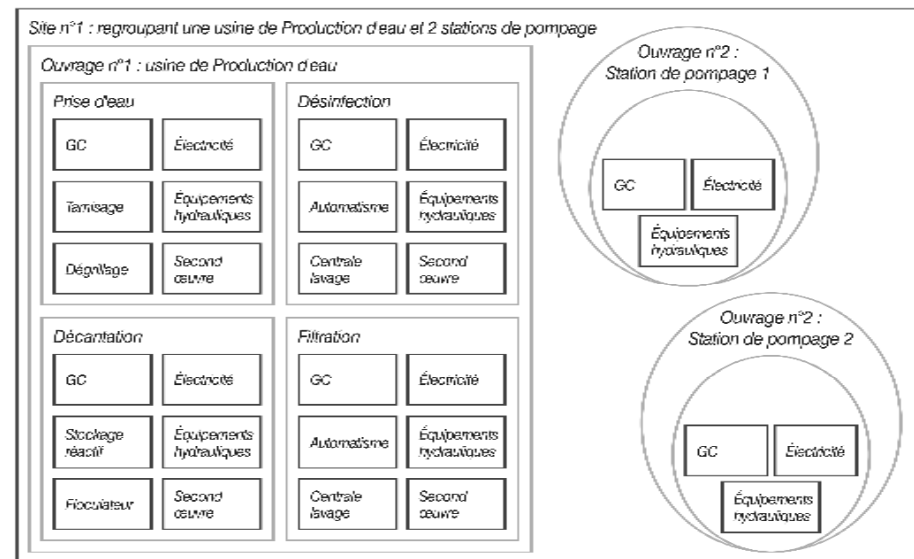 Site n°1 : regroupant une usine de Production d'eau et 2 stations de pompage
Ouvrage n°1 : usine de Production d'eau
Prise d'eau
GC
Électricité
Tamisage
Équipements
hydrauliques
Dégrillage
Second
œuvre
Désinfection
GC
Électricité
Automatisme
Équipements
hydrauliques
Centrale
lavage
Second
œuvre
Décantation
GC
Électricité
Stockage
réactif
Équipements
hydrauliques
Floculateur
Second
œuvre
Filtration
GC
Électricité
Automatisme
Équipements
hydrauliques
Centrale
lavage
Second
œuvre
Ouvrage n°2 :
Station de pompage 1
GC
Électricité
Équipements
hydrauliques
Ouvrage n°2 :
Station de pompage 2
GC
Électricité
Équipements
hydrauliques